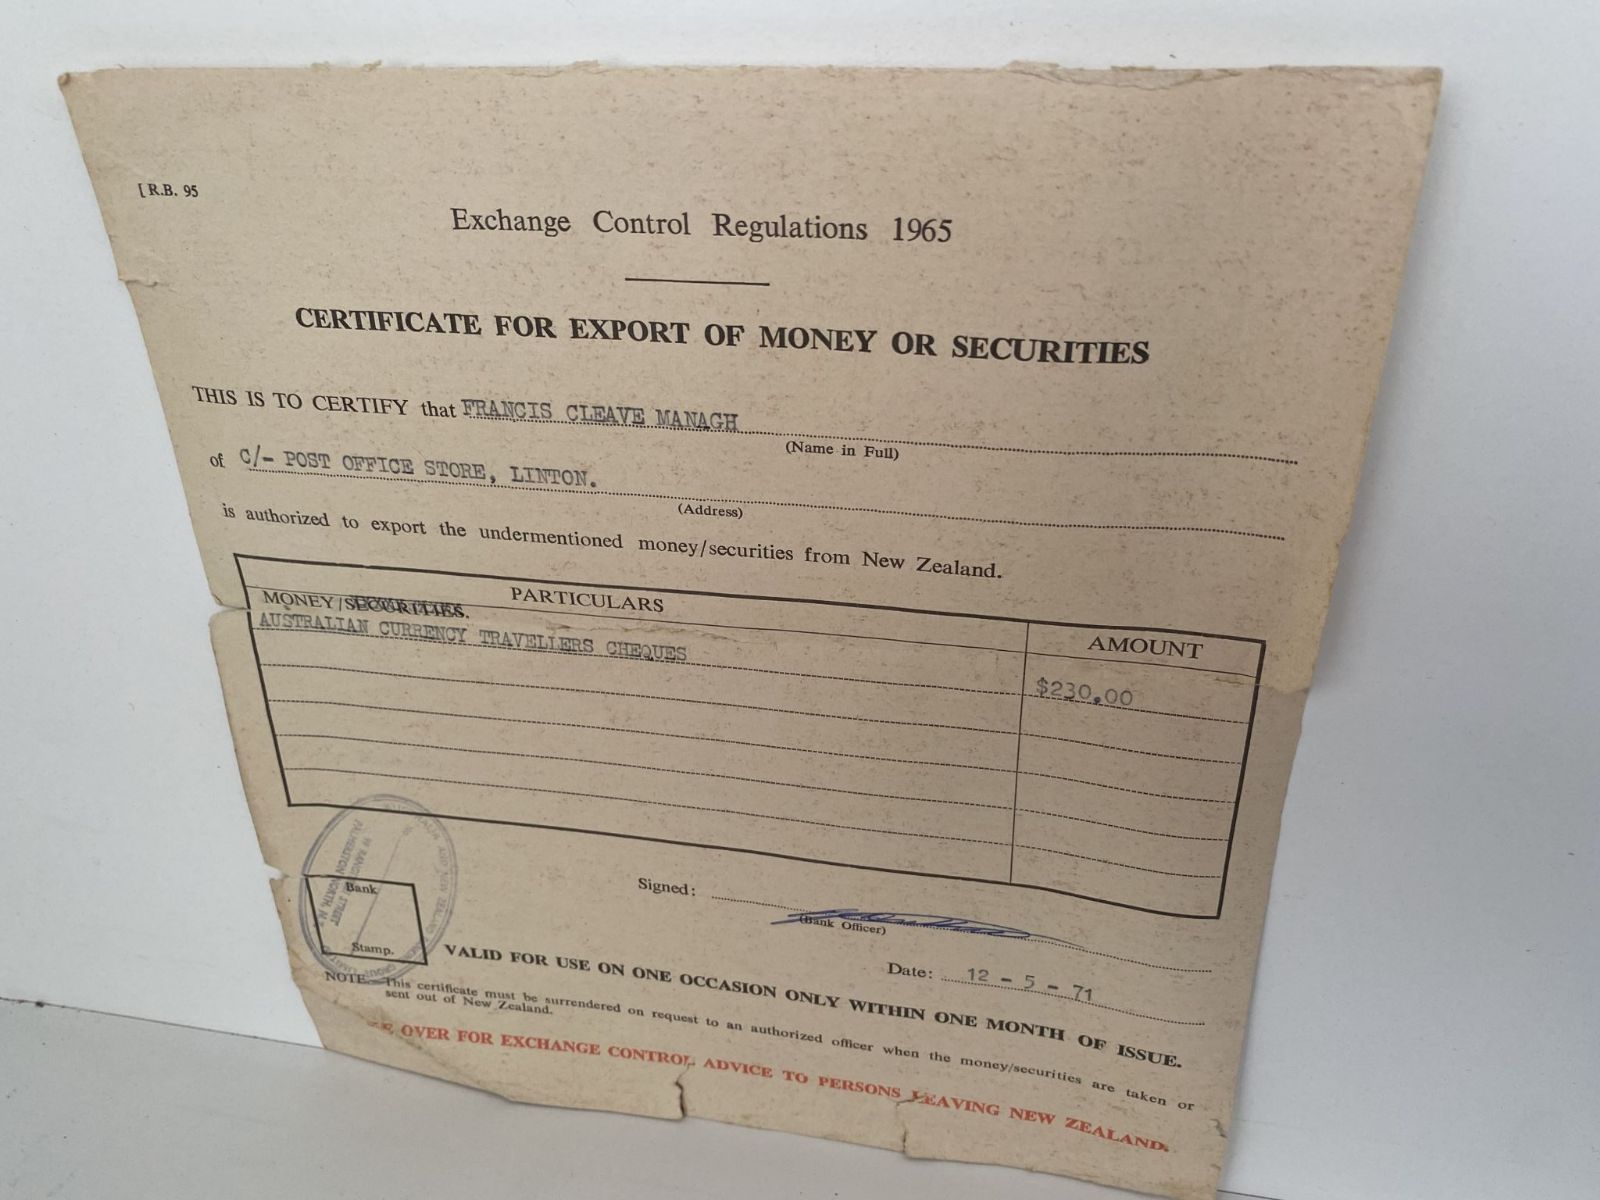 [ R.B. 95
Exchange Control Regulations 1965
CERTIFICATE FOR EXPORT OF MONEY OR SECURITIES
THIS IS TO CERTIFY that FRANCIS CLEAVE MANAGH
(Name in Full)
of C/- POST OFFICE STORE, LINTON.
(Address)
is authorized to export the undermentioned money/securities from New Zealand.
PARTICULARS
AMOUNT
MONEY/SECURITIES.
AUSTRALIAN CURRENCY TRAVELLERS CHEQUES
$230.00
Bank
Stamp.
STREET
PALMERSTON NORTH, N.Z.
Signed:
(Bank Officer)
Date: 12 - 5 - 71
VALID FOR USE ON ONE OCCASION ONLY WITHIN ONE MONTH OF ISSUE.
NOTE This certificate must be surrendered on request to an authorized officer when the money/securities are taken or
sent out of New Zealand.
OVER FOR EXCHANGE CONTROL ADVICE TO PERSONS LEAVING NEW ZEALAND.